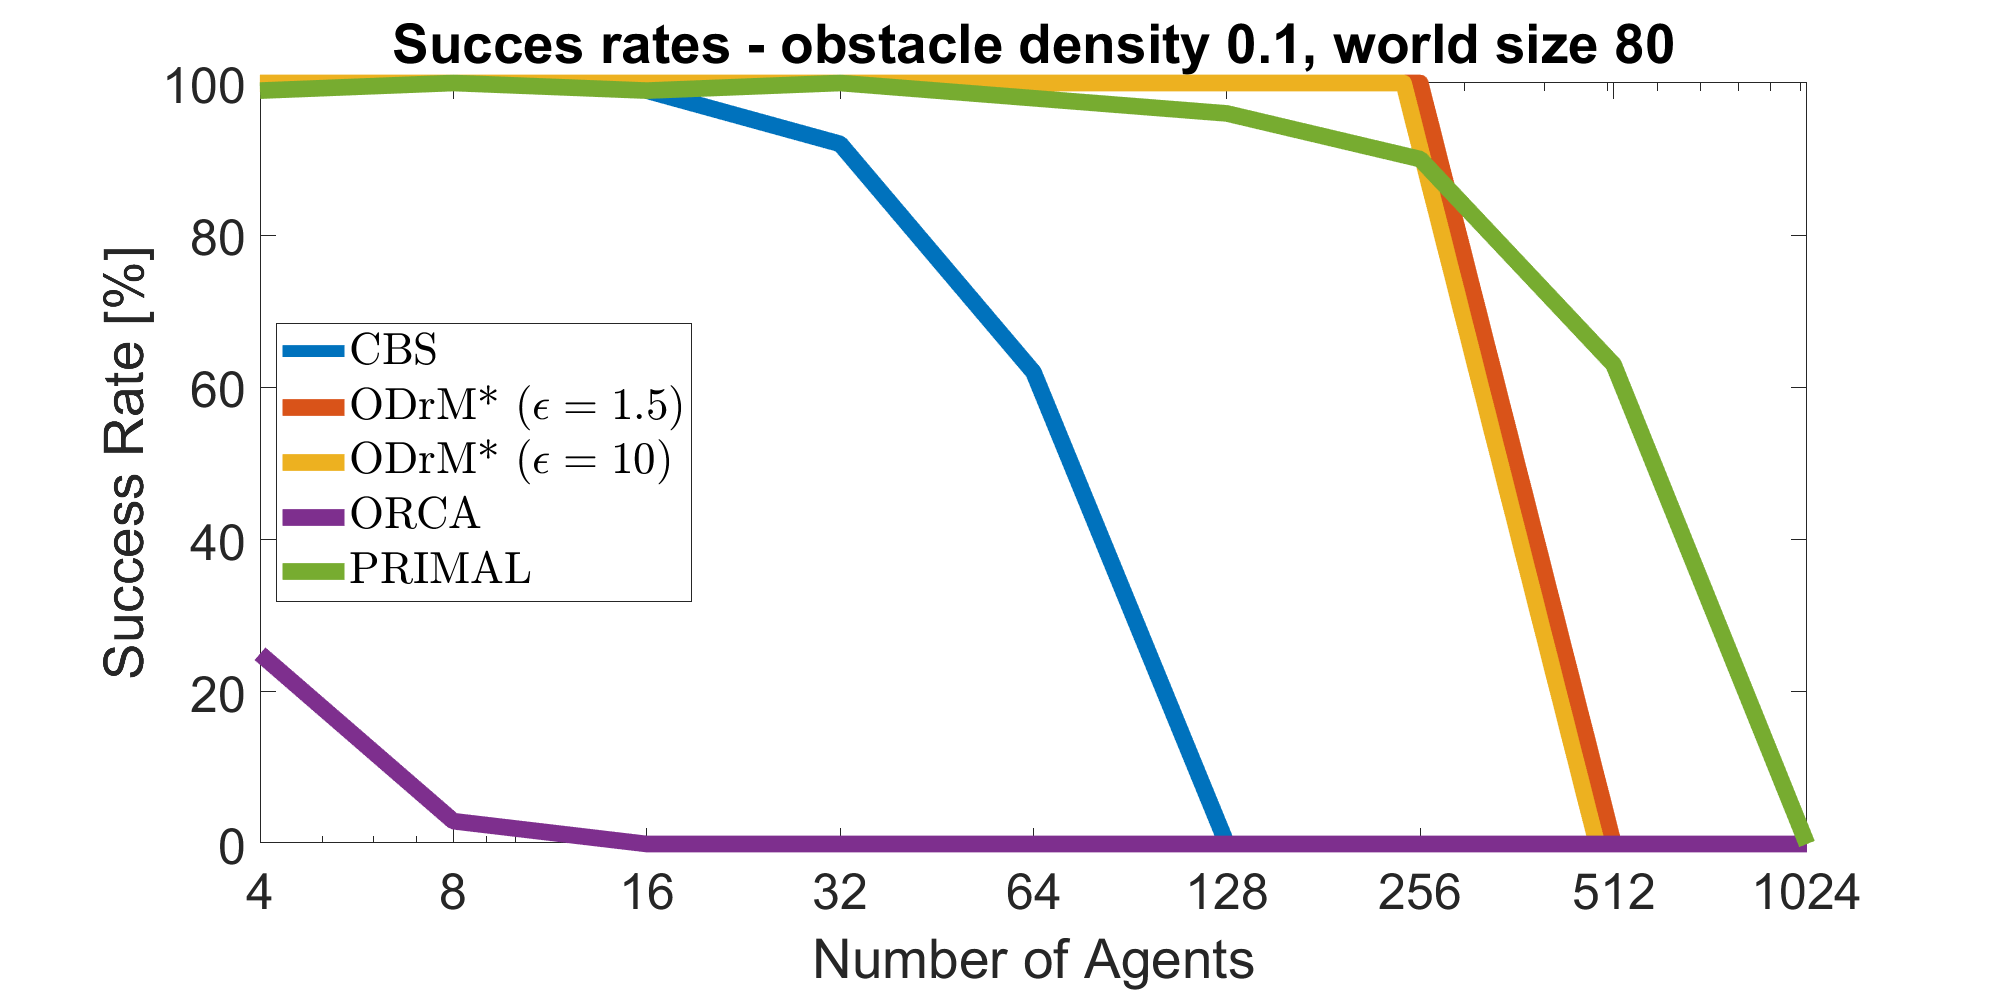 Succes rates - obstacle density 0.1, world size 80
100
80
60
40
20
0
Success Rate [%]
CBS
ODrM* (ϵ = 1.5)
ODrM* (ϵ = 10)
ORCA
PRIMAL
4 8 16 32 64 128 256 512 1024
Number of Agents